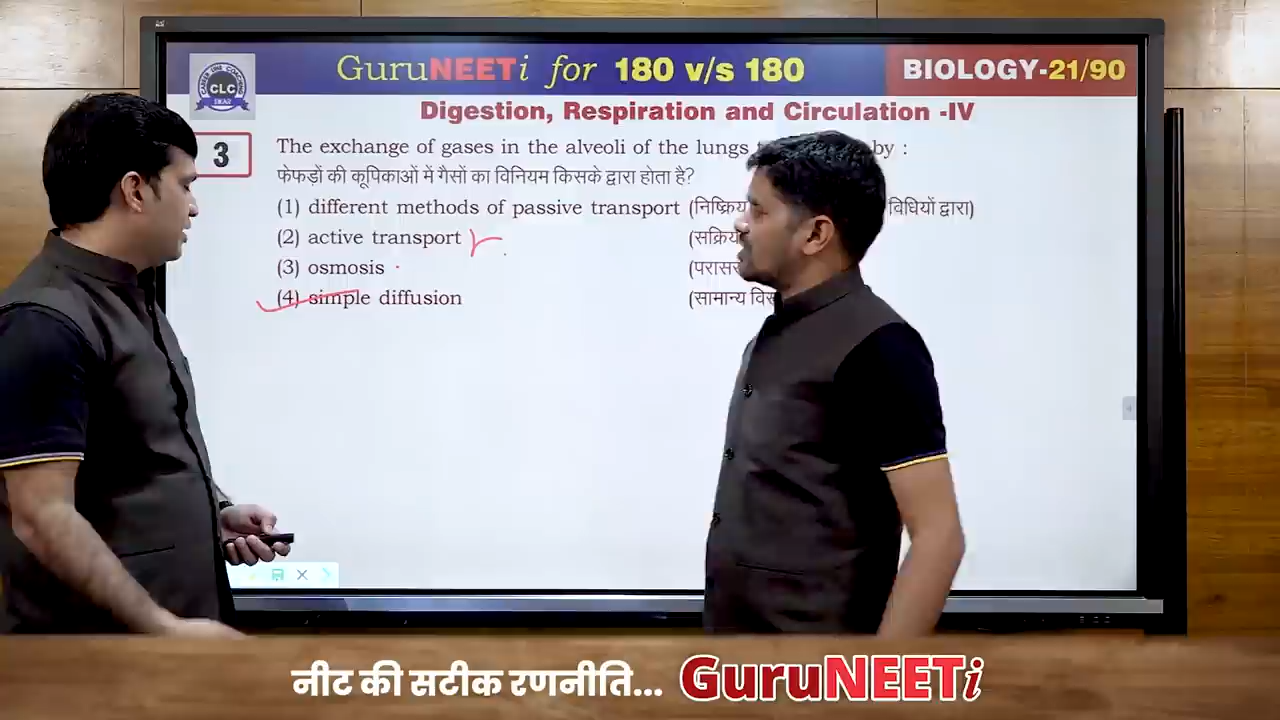 GuruNEETi for 180 v/s 180 BIOLOGY-21/90
CLC
Digestion, Respiration and Circulation -IV
3 The exchange of gases in the alveoli of the lungs by :
फेफड़ों की कूपिकाओं में गैसों का विनियम किसके द्वारा होता है?
(1) different methods of passive transport (निष्क्रिय विधियों द्वारा)
(2) active transport
(3) osmosis
(4) simple diffusion (सामान्य
नीट की सटीक रणनीति... GuruNEETi